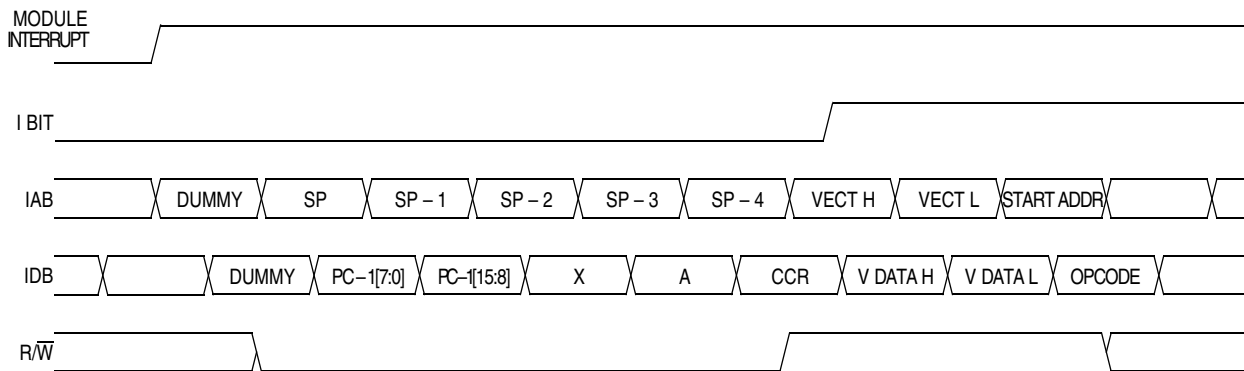 MODULE
INTERRUPT
I BIT
IAB DUMMY SP SP – 1 SP – 2 SP – 3 SP – 4 VECT H VECT L START ADDR
IDB DUMMY PC – 1[7:0] PC–1[15:8] X A CCR V DATA H V DATA L OPCODE
R/W̅